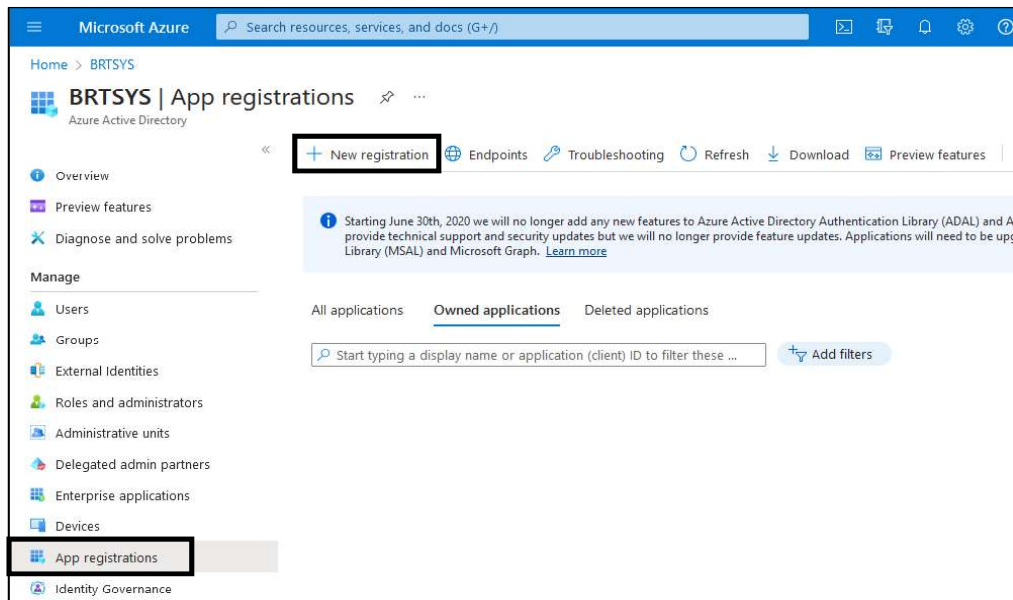 Microsoft Azure
Search resources, services, and docs (G+/)
Home > BRTSYS
BRTSYS | App registrations
Azure Active Directory
Overview
Preview features
Diagnose and solve problems
Manage
Users
Groups
External Identities
Roles and administrators
Administrative units
Delegated admin partners
Enterprise applications
Devices
App registrations
Identity Governance
New registration Endpoints Troubleshooting Refresh Download Preview features
Starting June 30th, 2020 we will no longer add any new features to Azure Active Directory Authentication Library (ADAL) and A
provide technical support and security updates but we will no longer provide feature updates. Applications will need to be upg
Library (MSAL) and Microsoft Graph. Learn more
All applications Owned applications Deleted applications
Start typing a display name or application (client) ID to filter these ...
Add filters